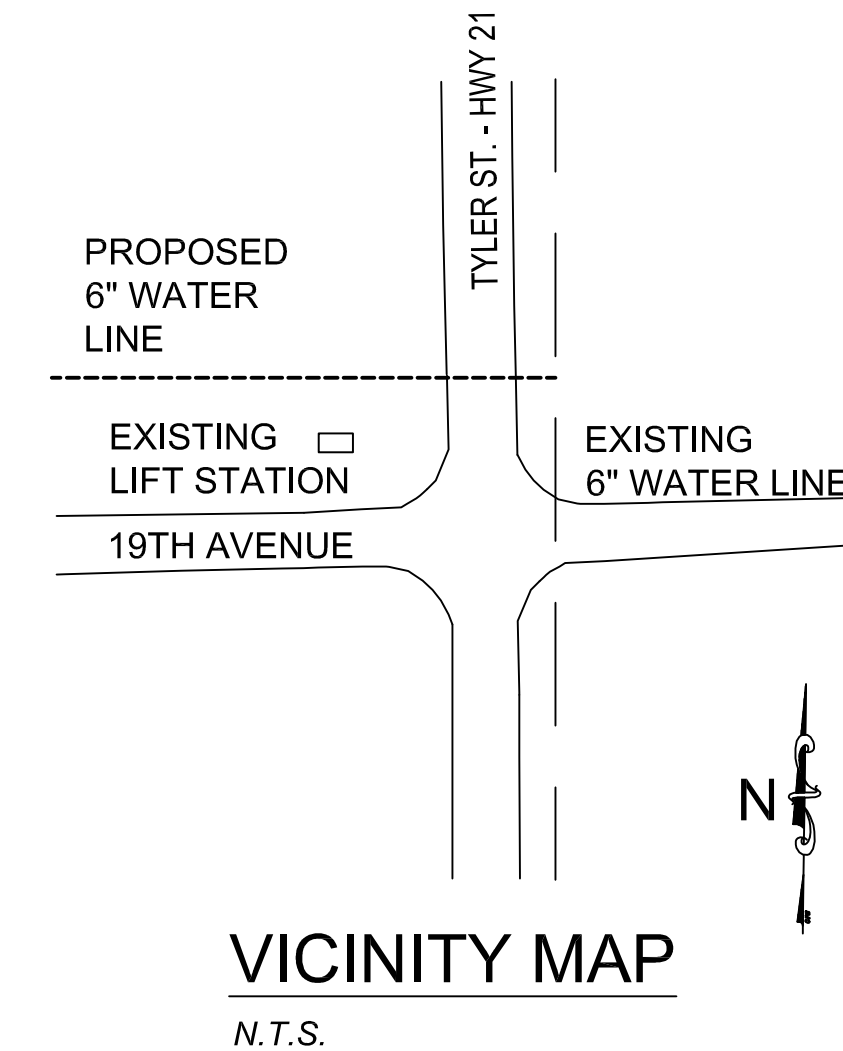 TYLER ST. - HWY 21
PROPOSED
6" WATER
LINE
EXISTING
LIFT STATION
EXISTING
6" WATER LINE
19TH AVENUE
N
VICINITY MAP
N.T.S.